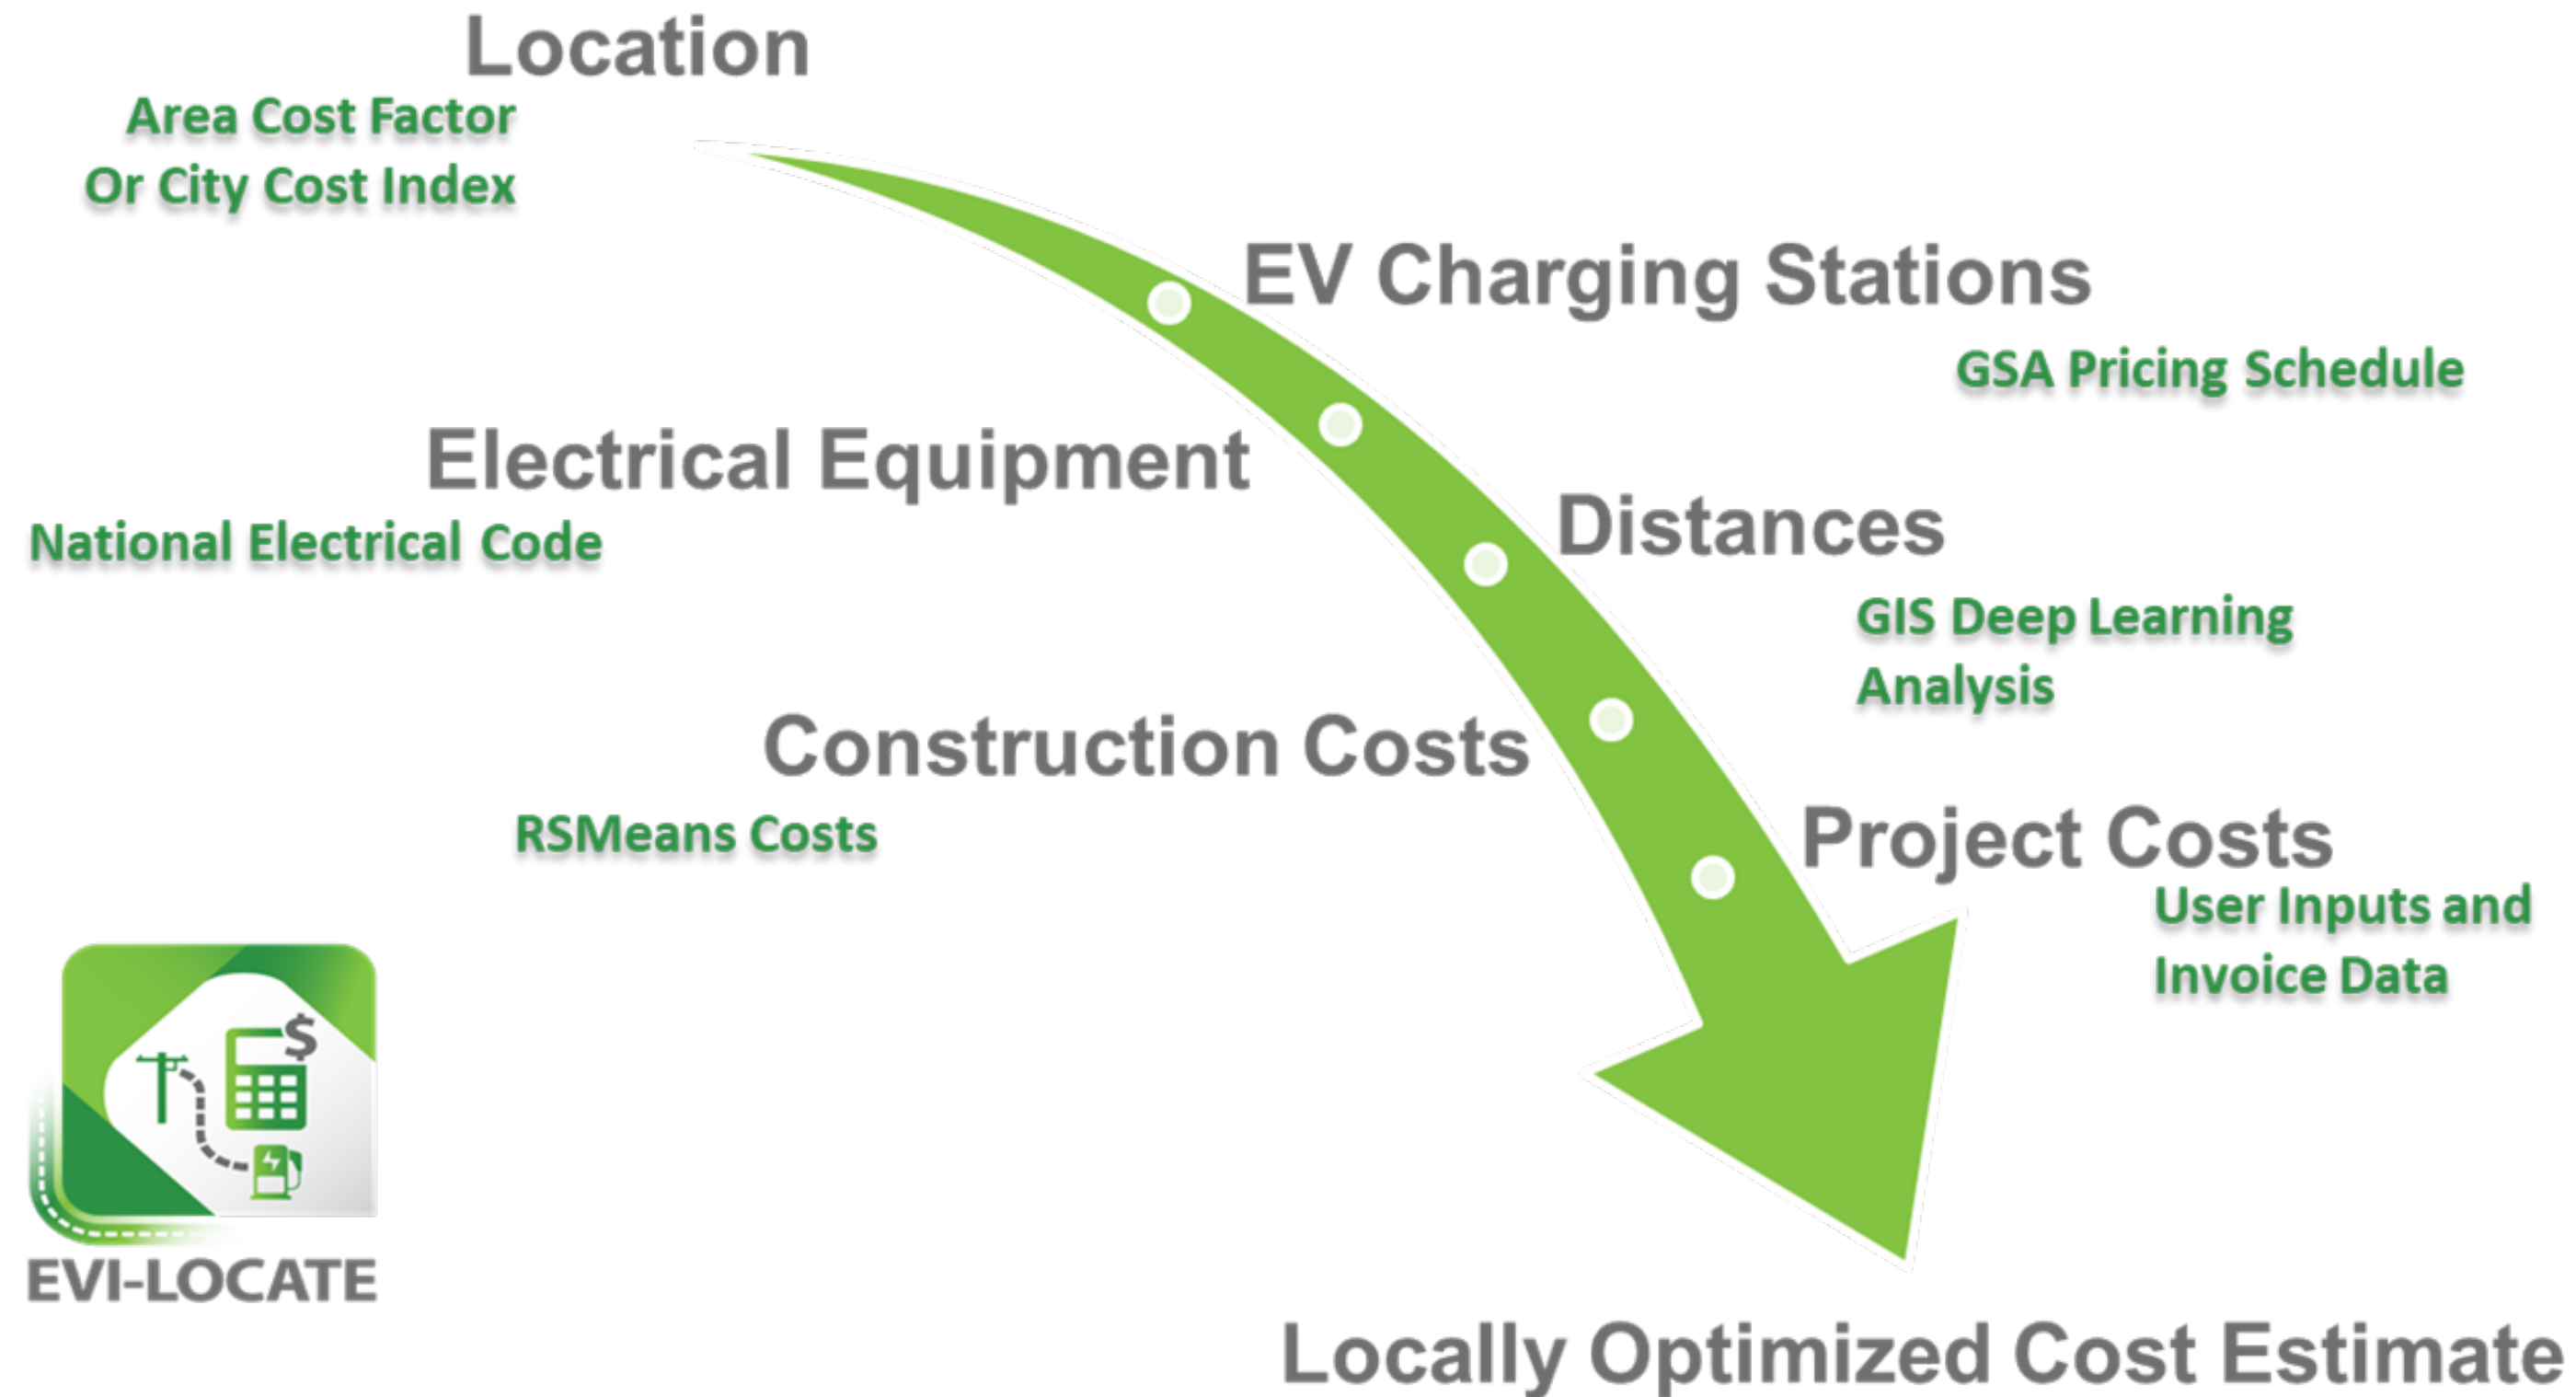 Location
Area Cost Factor
Or City Cost Index
EV Charging Stations
GSA Pricing Schedule
Electrical Equipment
National Electrical Code
Distances
GIS Deep Learning
Analysis
Construction Costs
RSMeans Costs
Project Costs
User Inputs and
Invoice Data
$
EVI-LOCATE
Locally Optimized Cost Estimate